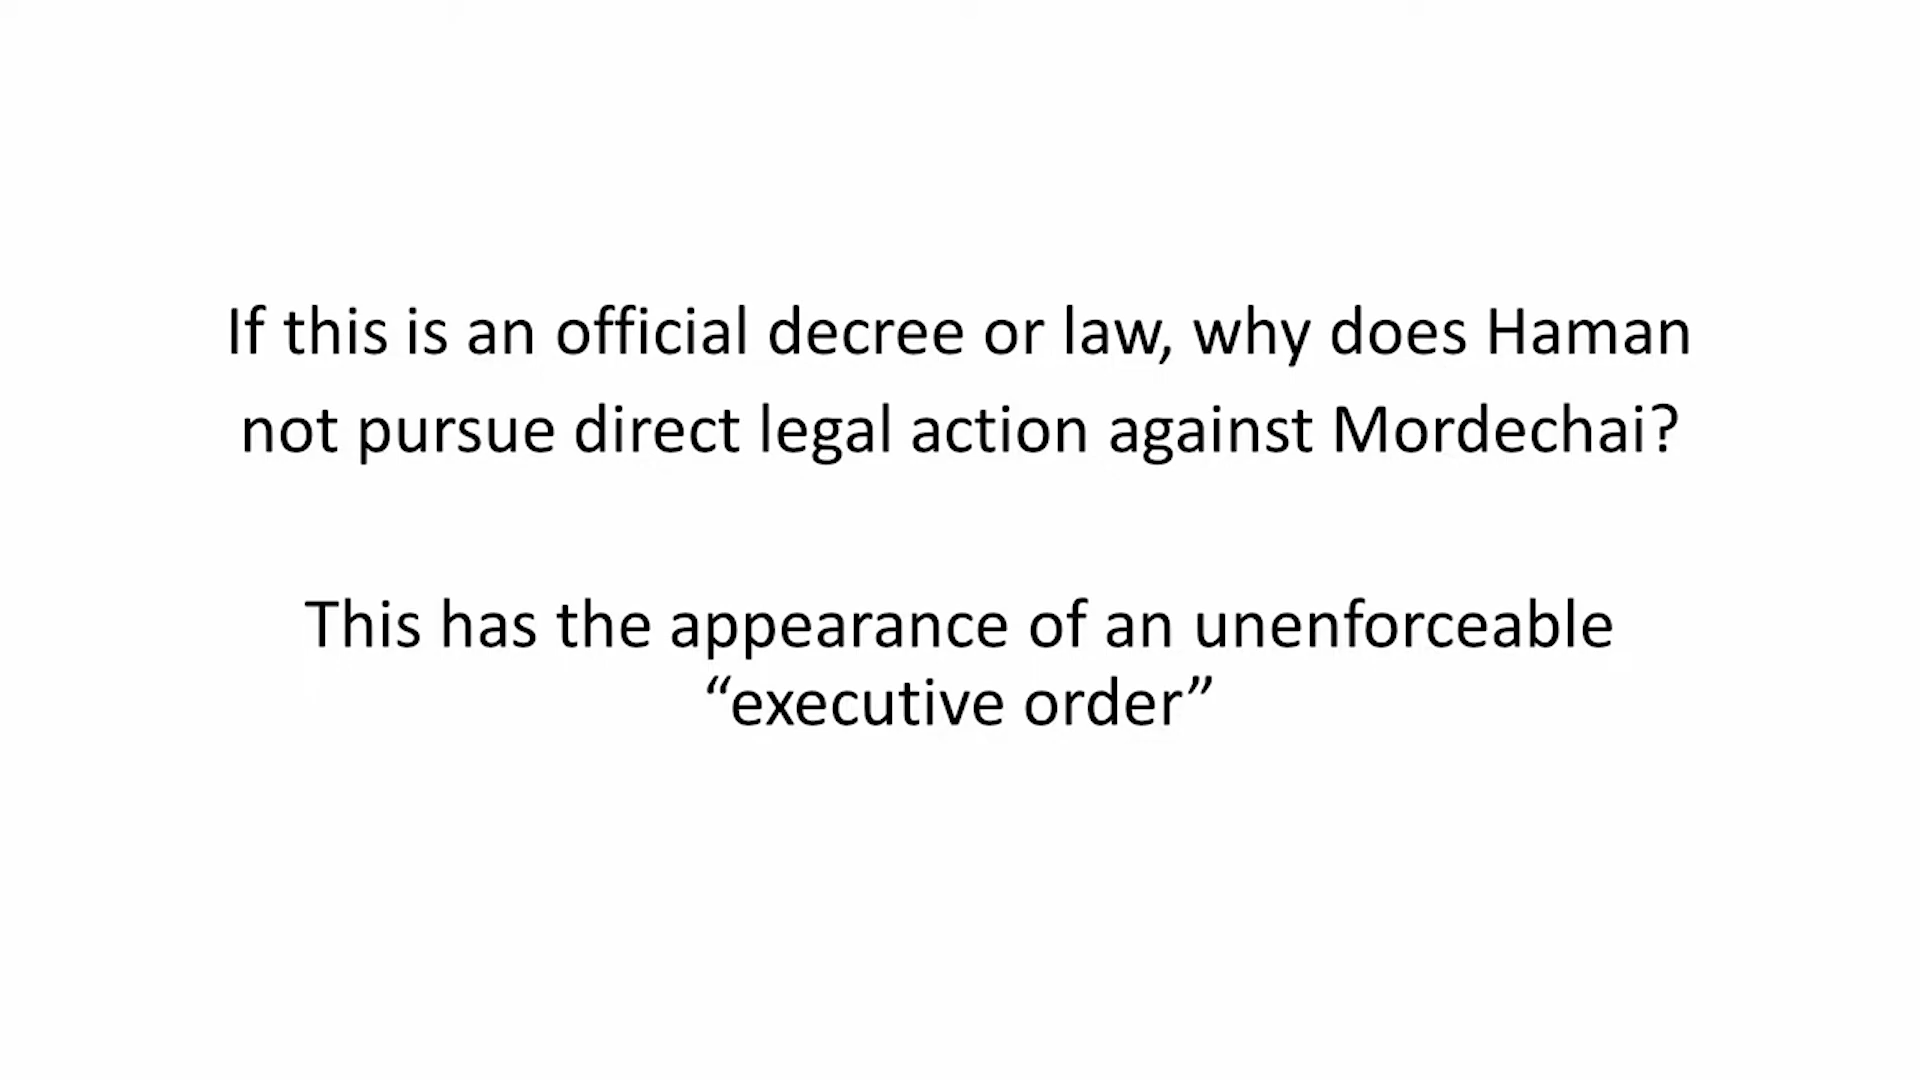 If this is an official decree or law, why does Haman
not pursue direct legal action against Mordechai?
This has the appearance of an unenforceable
“executive order”